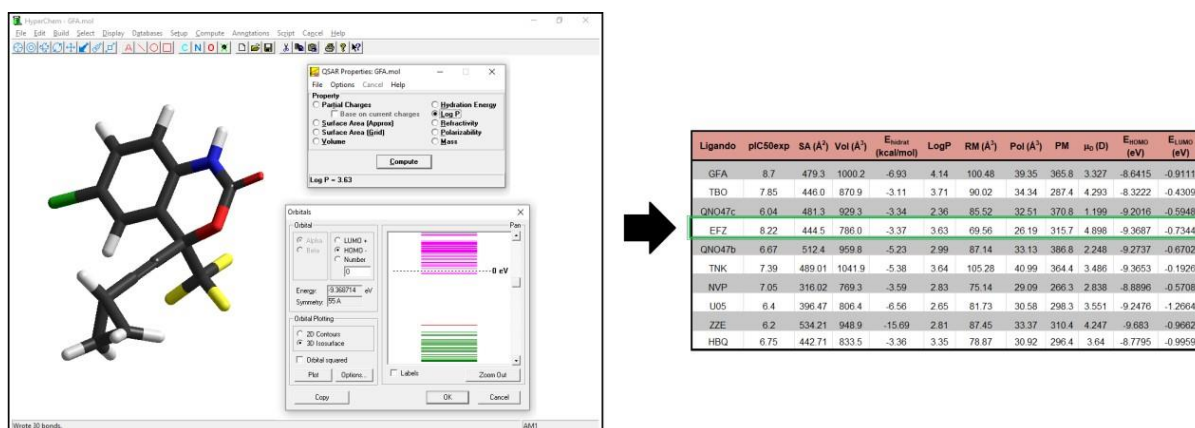 HyperChem - GFA.mol
File Edit Build Select Display Databases Setup Compute Annotations Script Cancel Help
A C N O
QSAR Properties: GFA.mol
File Options Cancel Help
Property
Partial Charges
Base on current charges
Surface Area (Approx)
Surface Area (Grid)
Volume
Hydration Energy
Log P
Refractivity
Polarizability
Mass
Compute
Log P = 3.63
Orbitals
Orbital
Alpha
Beta
LUMO +
HOMO -
Number
0
Energy: -9.368714 eV
Symmetry: 55 A
Orbital Plotting
2D Contours
3D Isosurface
Orbital squared
Plot Options...
Pan
0 eV
Labels
Zoom Out
Copy OK Cancel
Wrote 30 bonds. AM1
Ligando pIC50exp SA (Å²) Vol (Å³) Ehidrat (kcal/mol) LogP RM (Å³) Pol (Å³) PM μD (D) EHOMO (eV) ELUMO (eV)
GFA 8.7 479.3 1000.2 -6.93 4.14 100.48 39.35 365.8 3.327 -8.6415 -0.9111
TBO 7.85 446.0 870.9 -3.11 3.71 90.02 34.34 287.4 4.293 -8.3222 -0.4309
QNO47c 6.04 481.3 929.3 -3.34 2.36 85.52 32.51 370.8 1.199 -9.2016 -0.5948
EFZ 8.22 444.5 786.0 -3.37 3.63 69.56 26.19 315.7 4.898 -9.3687 -0.7344
QNO47b 6.67 512.4 959.8 -5.23 2.99 87.14 33.13 386.8 2.248 -9.2737 -0.6702
TNK 7.39 489.01 1041.9 -5.38 3.64 105.28 40.99 364.4 3.486 -9.3653 -0.1926
NVP 7.05 316.02 769.3 -3.59 2.83 75.14 29.09 266.3 2.838 -8.8896 -0.5708
U05 6.4 396.47 806.4 -6.56 2.65 81.73 30.58 298.3 3.551 -9.2476 -1.2664
ZZE 6.2 534.21 948.9 -15.69 2.81 87.45 33.37 310.4 4.247 -9.683 -0.9662
HBQ 6.75 442.71 833.5 -3.36 3.35 78.87 30.92 296.4 3.64 -8.7795 -0.9959